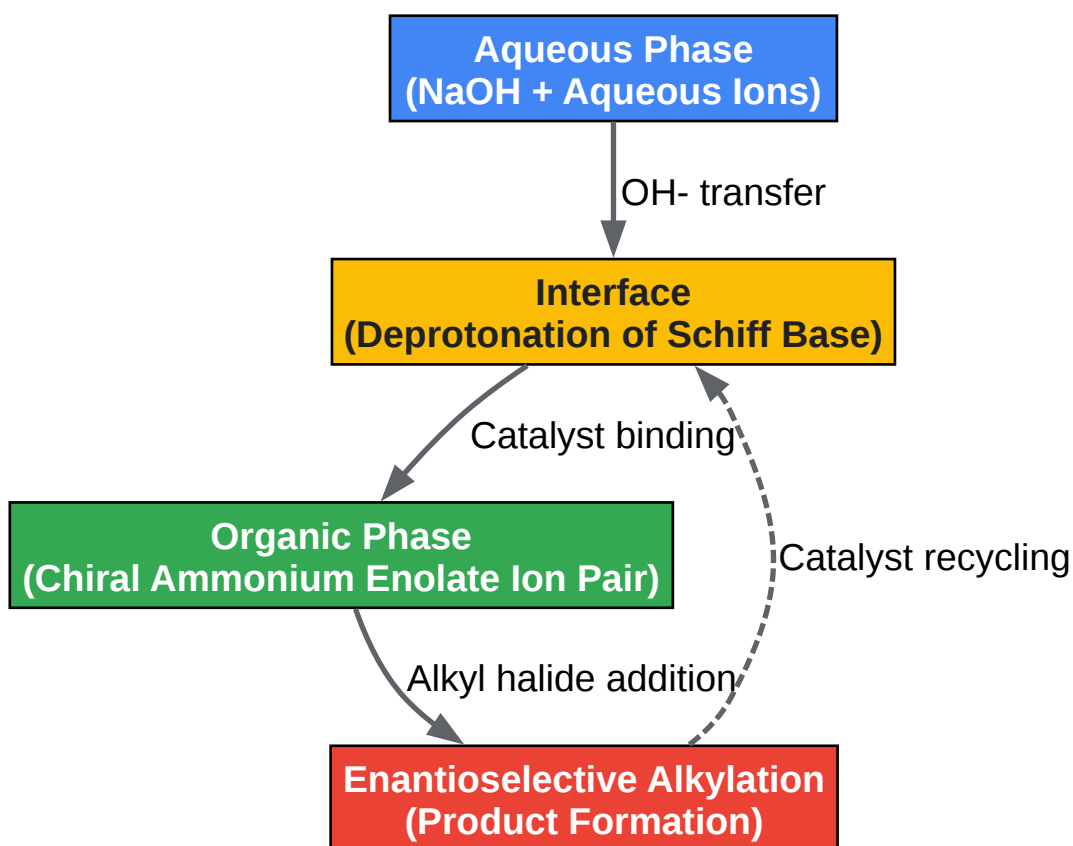 Aqueous Phase
(NaOH + Aqueous Ions)
OH- transfer
Interface
(Deprotonation of Schiff Base)
Catalyst binding
Organic Phase
(Chiral Ammonium Enolate Ion Pair)
Catalyst recycling
Alkyl halide addition
Enantioselective Alkylation
(Product Formation)